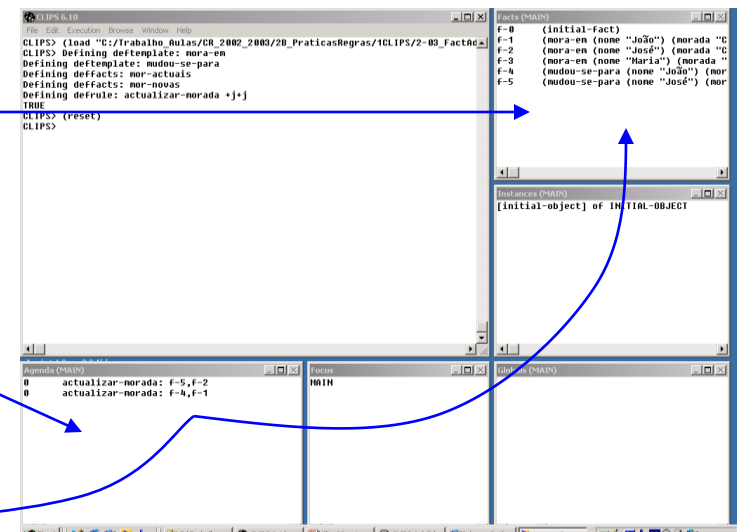 CLIPS 6.10
File Edit Execution Browse Window Help
CLIPS> (load "C:/Trabalho_Aulas/CR_2002_2003/2B_PraticasRegras/1CLIPS/2-03_FactAd
CLIPS> Defining deftemplate: mora-em
Defining deftemplate: mudou-se-para
Defining deffacts: mor-actuais
Defining deffacts: mor-novas
Defining defrule: actualizar-morada +j+j
TRUE
CLIPS> (reset)
CLIPS>
Facts (MAIN)
f-0 (initial-fact)
f-1 (mora-em (nome "João") (morada "C
f-2 (mora-em (nome "José") (morada "C
f-3 (mora-em (nome "Maria") (morada "
f-4 (mudou-se-para (nome "João") (mor
f-5 (mudou-se-para (nome "José") (mor
Instances (MAIN)
[initial-object] of INITIAL-OBJECT
Agenda (MAIN)
0 actualizar-morada: f-5,f-2
0 actualizar-morada: f-4,f-1
Focus
MAIN
Globals (MAIN)